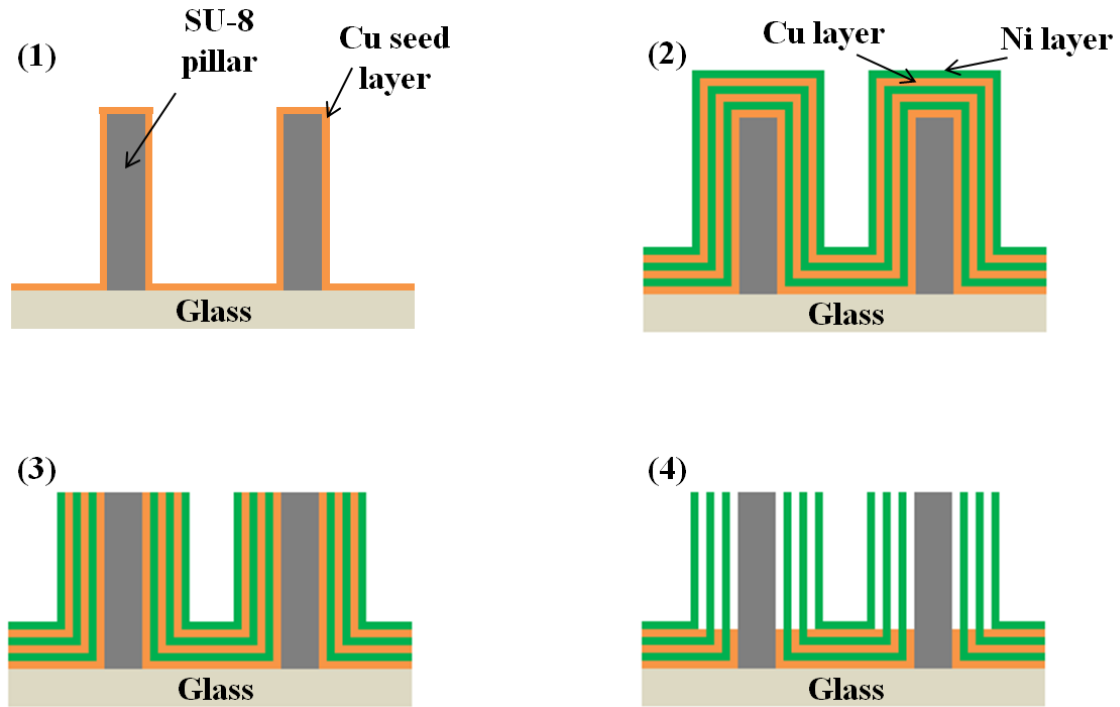 (1)
SU-8
pillar
Cu seed
layer
Glass
(2)
Cu layer
Ni layer
Glass
(3)
Glass
(4)
Glass